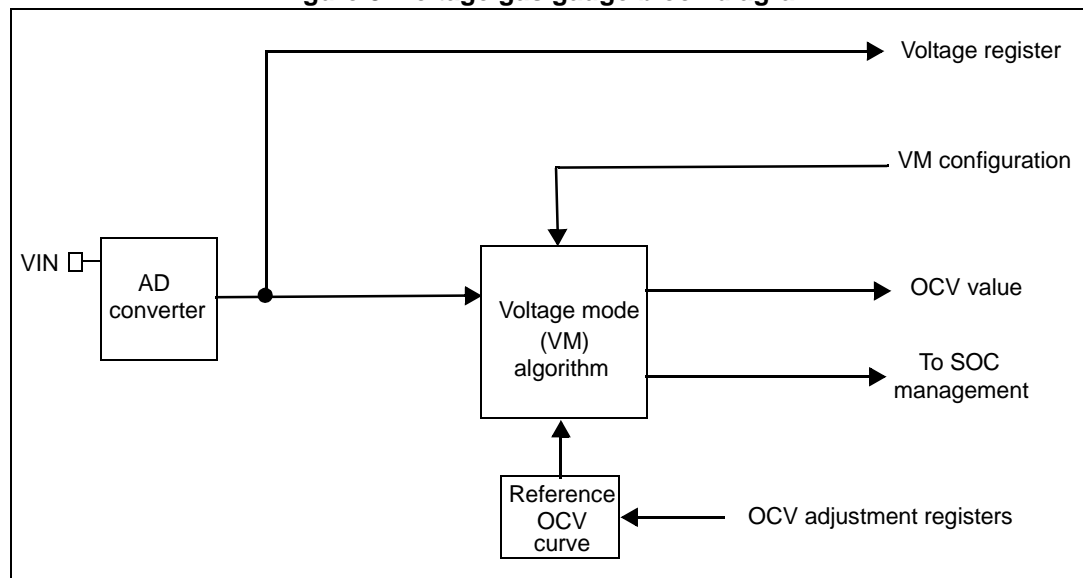 Voltage register
VM configuration
VIN
AD
converter
Voltage mode
(VM)
algorithm
OCV value
To SOC
management
Reference
OCV
curve
OCV adjustment registers